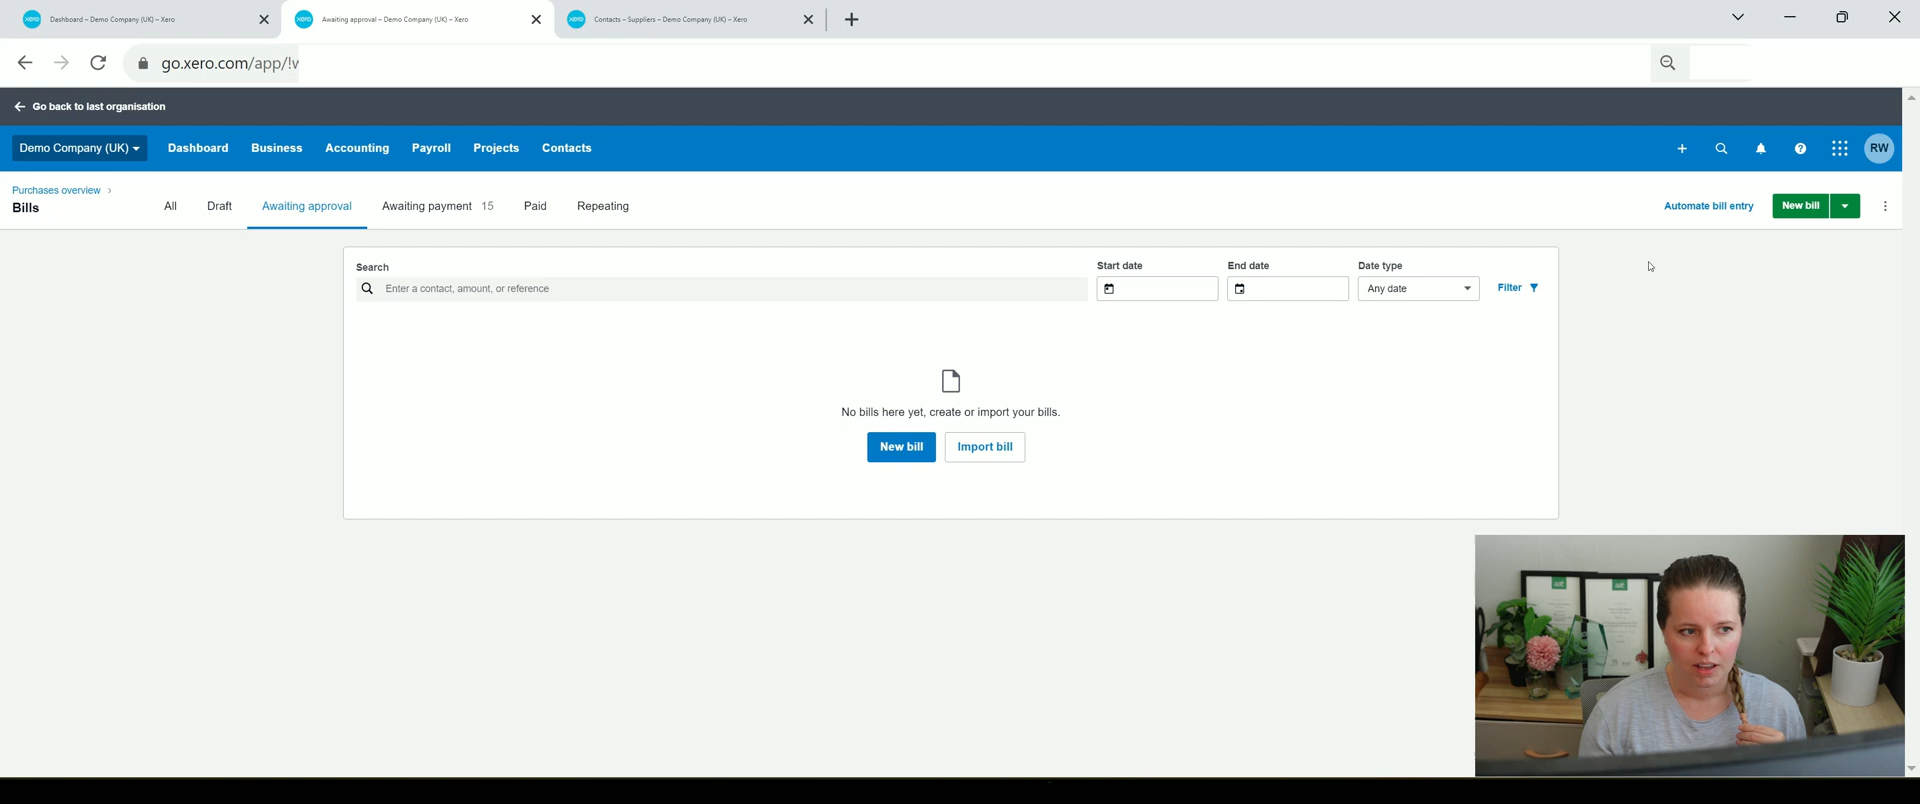 xero Dashboard – Demo Company (UK) – Xero
xero Awaiting approval – Demo Company (UK) – Xero
xero Contacts – Suppliers – Demo Company (UK) – Xero
go.xero.com/app/!
Go back to last organisation
Demo Company (UK) Dashboard Business Accounting Payroll Projects Contacts RW
Purchases overview ›
Bills All Draft Awaiting approval Awaiting payment 15 Paid Repeating Automate bill entry New bill
Search Start date End date Date type
Enter a contact, amount, or reference Any date Filter
No bills here yet, create or import your bills.
New bill Import bill